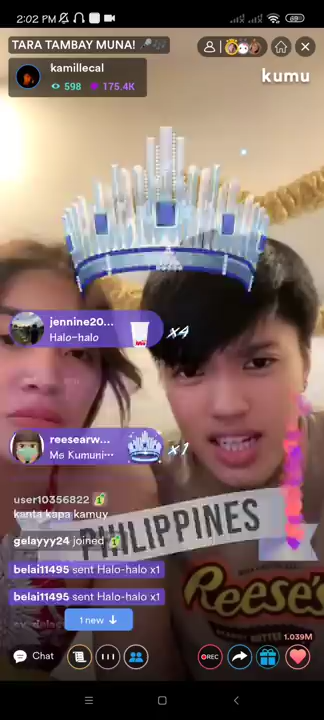 2:02 PM
TARA TAMBAY MUNA! 🎤🎶
kamillecal
598 175.4K
kumu
jennine20...
Halo-halo
x4
reesearw...
Ms Kumuni...
x1
user10356822
kanta kapa kamuy
gelayyy24 joined
PHILIPPINES
belai11495 sent Halo-halo x1
belai11495 sent Halo-halo x1
1 new ↓
Reese's
1.039M
Chat
REC